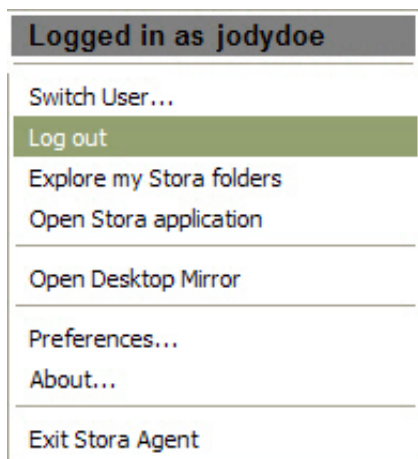 Logged in as jodydoe
Switch User...
Log out
Explore my Stora folders
Open Stora application
Open Desktop Mirror
Preferences...
About...
Exit Stora Agent